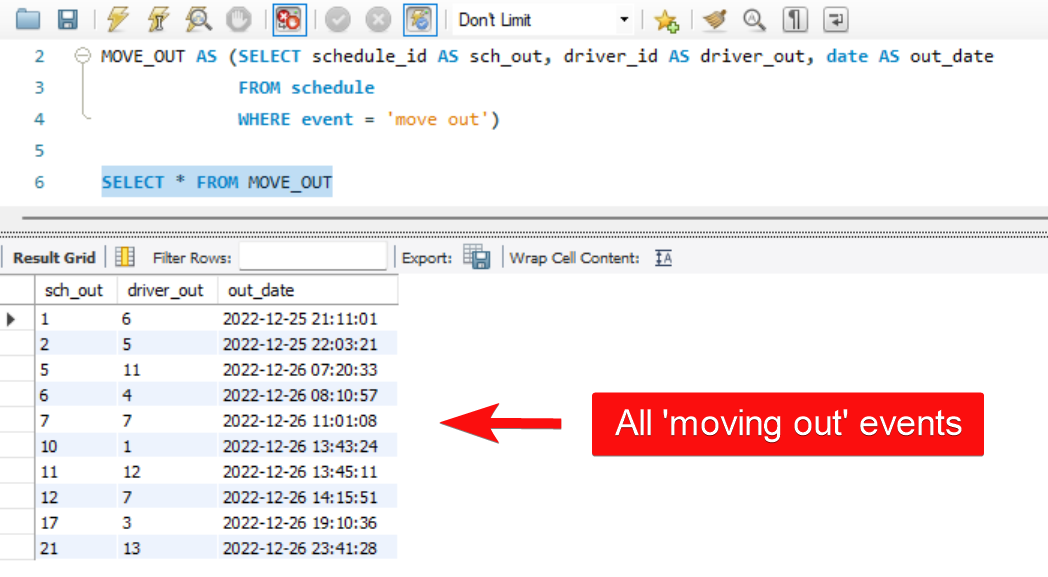 Don't Limit
2 MOVE_OUT AS (SELECT schedule_id AS sch_out, driver_id AS driver_out, date AS out_date
3 FROM schedule
4 WHERE event = 'move out')
5
6 SELECT * FROM MOVE_OUT
Result Grid Filter Rows: Export: Wrap Cell Content:
sch_out driver_out out_date
1 6 2022-12-25 21:11:01
2 5 2022-12-25 22:03:21
5 11 2022-12-26 07:20:33
6 4 2022-12-26 08:10:57
7 7 2022-12-26 11:01:08
10 1 2022-12-26 13:43:24
11 12 2022-12-26 13:45:11
12 7 2022-12-26 14:15:51
17 3 2022-12-26 19:10:36
21 13 2022-12-26 23:41:28
All 'moving out' events